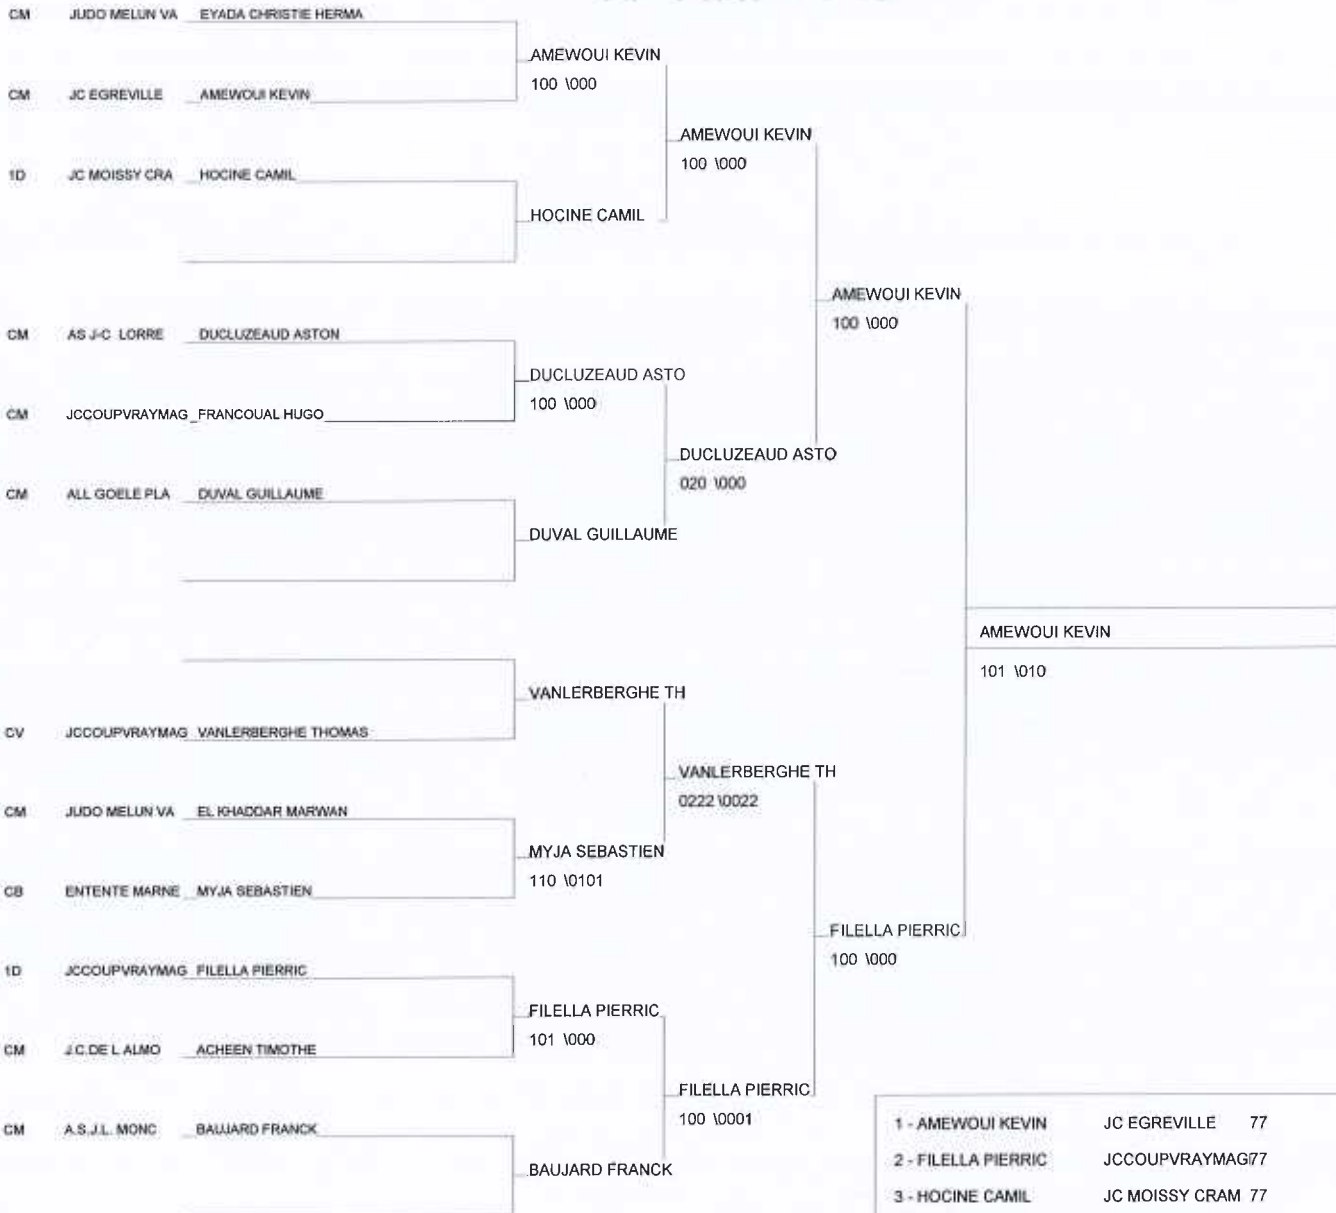 CM JUDO MELUN VA EYADA CHRISTIE HERMA
AMEWOUI KEVIN
100 \000
CM JC EGREVILLE AMEWOUI KEVIN
AMEWOUI KEVIN
100 \000
1D JC MOISSY CRA HOCINE CAMIL
HOCINE CAMIL
AMEWOUI KEVIN
100 \000
CM AS J-C LORRE DUCLUZEAUD ASTON
DUCLUZEAUD ASTO
100 \000
CM JCCOUPVRAYMAG FRANCOUAL HUGO
DUCLUZEAUD ASTO
020 \000
CM ALL GOELE PLA DUVAL GUILLAUME
DUVAL GUILLAUME
AMEWOUI KEVIN
101 \010
VANLERBERGHE TH
CV JCCOUPVRAYMAG VANLERBERGHE THOMAS
VANLERBERGHE TH
0222 \0022
CM JUDO MELUN VA EL KHADDAR MARWAN
MYJA SEBASTIEN
110 \0101
CB ENTENTE MARNE MYJA SEBASTIEN
FILELLA PIERRIC
100 \000
1D JCCOUPVRAYMAG FILELLA PIERRIC
FILELLA PIERRIC
101 \000
CM J.C.DE L ALMO ACHEEN TIMOTHE
FILELLA PIERRIC
100 \0001
CM A.S.J.L. MONC BAUJARD FRANCK
BAUJARD FRANCK
1 - AMEWOUI KEVIN JC EGREVILLE 77
2 - FILELLA PIERRIC JCCOUPVRAYMAG 77
3 - HOCINE CAMIL JC MOISSY CRAM 77